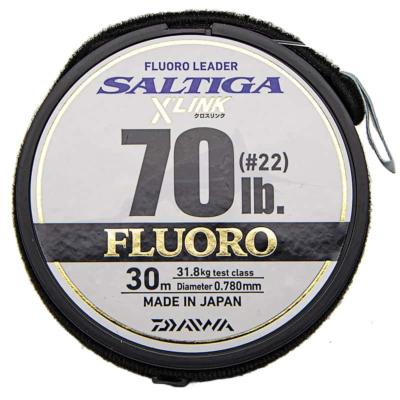 FLUORO LEADER
SALTIGA
X LINK
クロスリンク
70 lb.
(#22)
FLUORO
30m
31.8kg test class
Diameter 0.780mm
MADE IN JAPAN
DAIWA